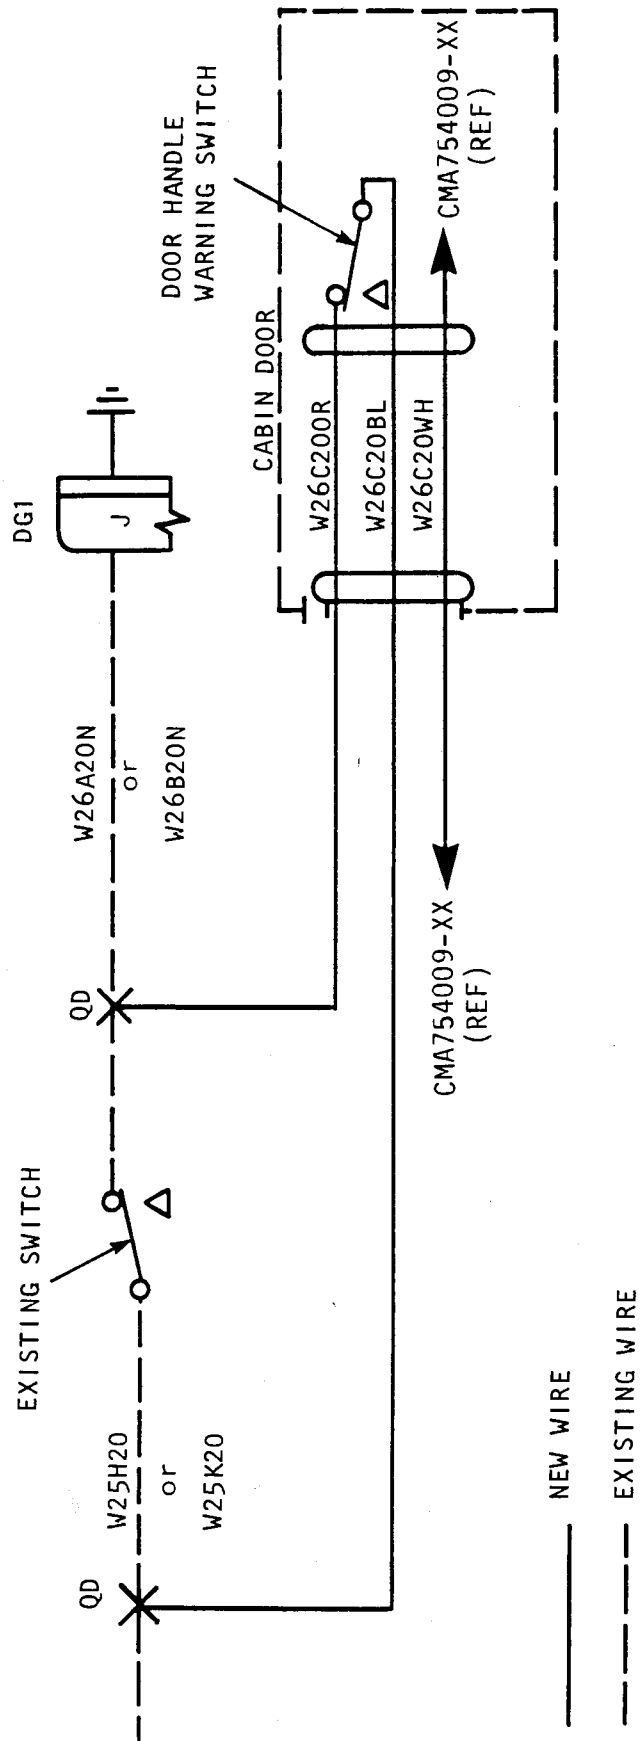 DG1
DOOR HANDLE
WARNING SWITCH
J
CABIN DOOR
W26A20N
or
W26B20N
QD
EXISTING SWITCH
W25H20
or
W25K20
QD
W26C20OR
W26C20BL
W26C20WH
CMA754009-XX
(REF)
CMA754009-XX
(REF)
NEW WIRE
EXISTING WIRE